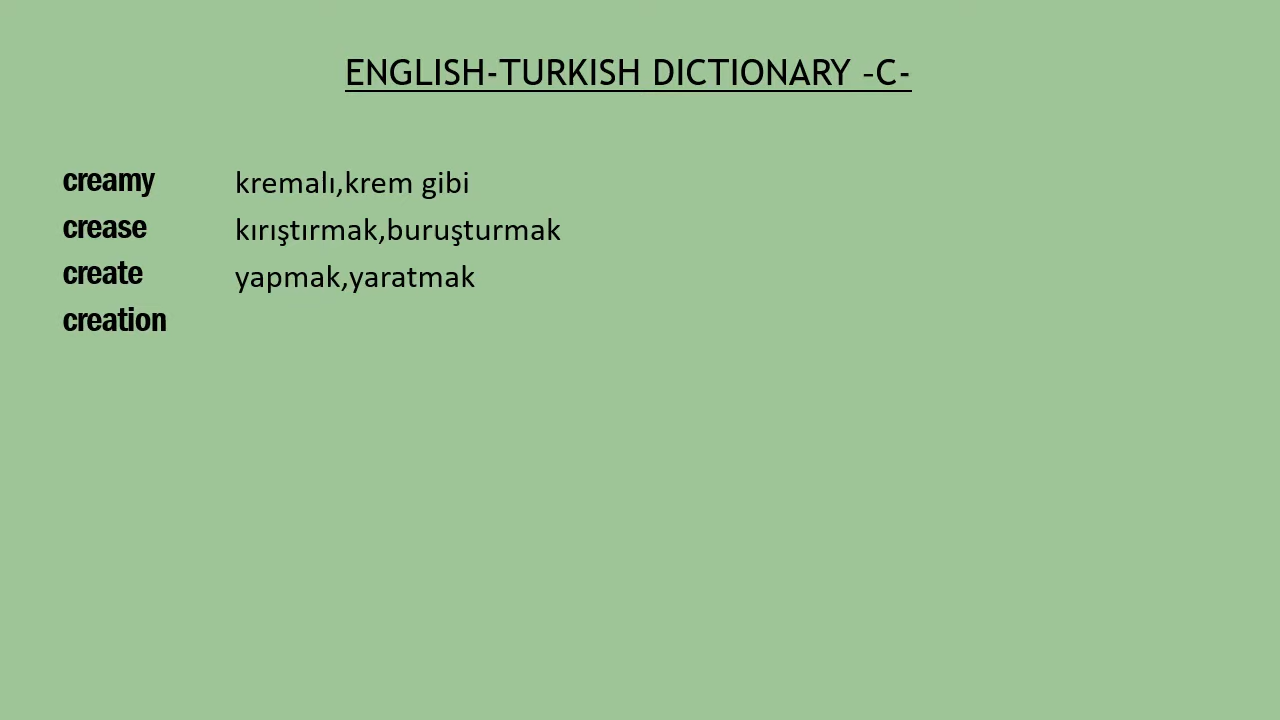 ENGLISH-TURKISH DICTIONARY –C-
creamy kremalı,krem gibi
crease kırıştırmak,buruşturmak
create yapmak,yaratmak
creation